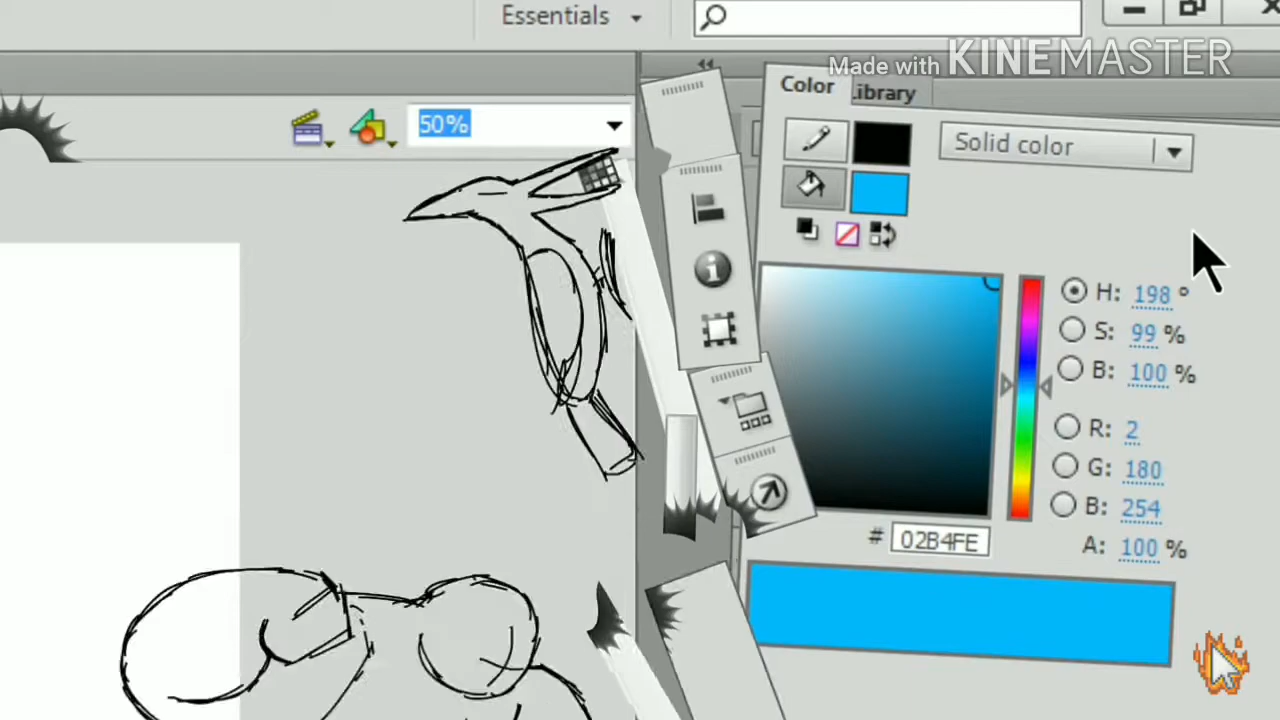 Essentials
Made with KINEMASTER
Color
Library
50%
Solid color
H: 198 °
S: 99 %
B: 100 %
R: 2
G: 180
B: 254
# 02B4FE
A: 100 %